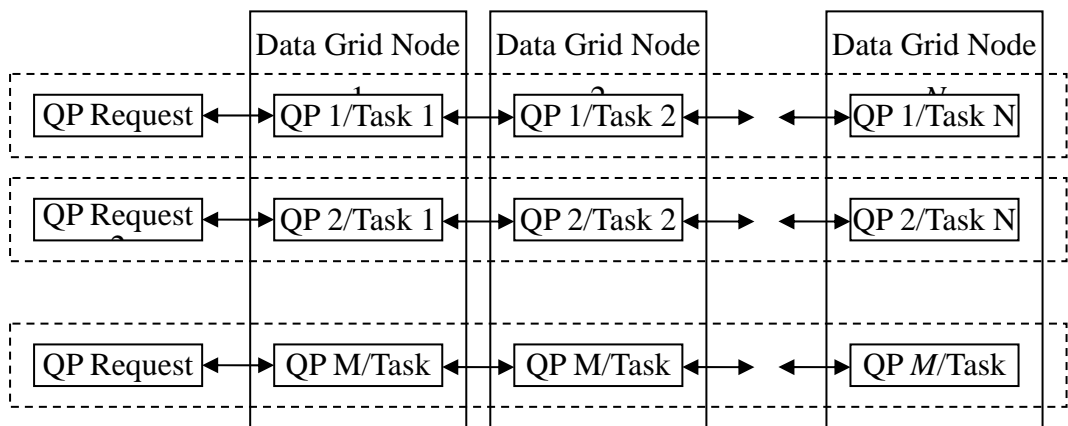 Data Grid Node
Data Grid Node
Data Grid Node
QP Request
QP 1/Task 1
QP 1/Task 2
QP 1/Task N
QP Request
QP 2/Task 1
QP 2/Task 2
QP 2/Task N
QP Request
QP M/Task
QP M/Task
QP M/Task